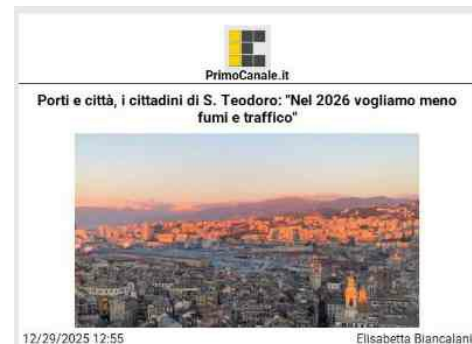 PrimoCanale.it
Porti e città, i cittadini di S. Teodoro: "Nel 2026 vogliamo meno
fumi e traffico"
12/29/2025 12:55 Elisabetta Biancalani